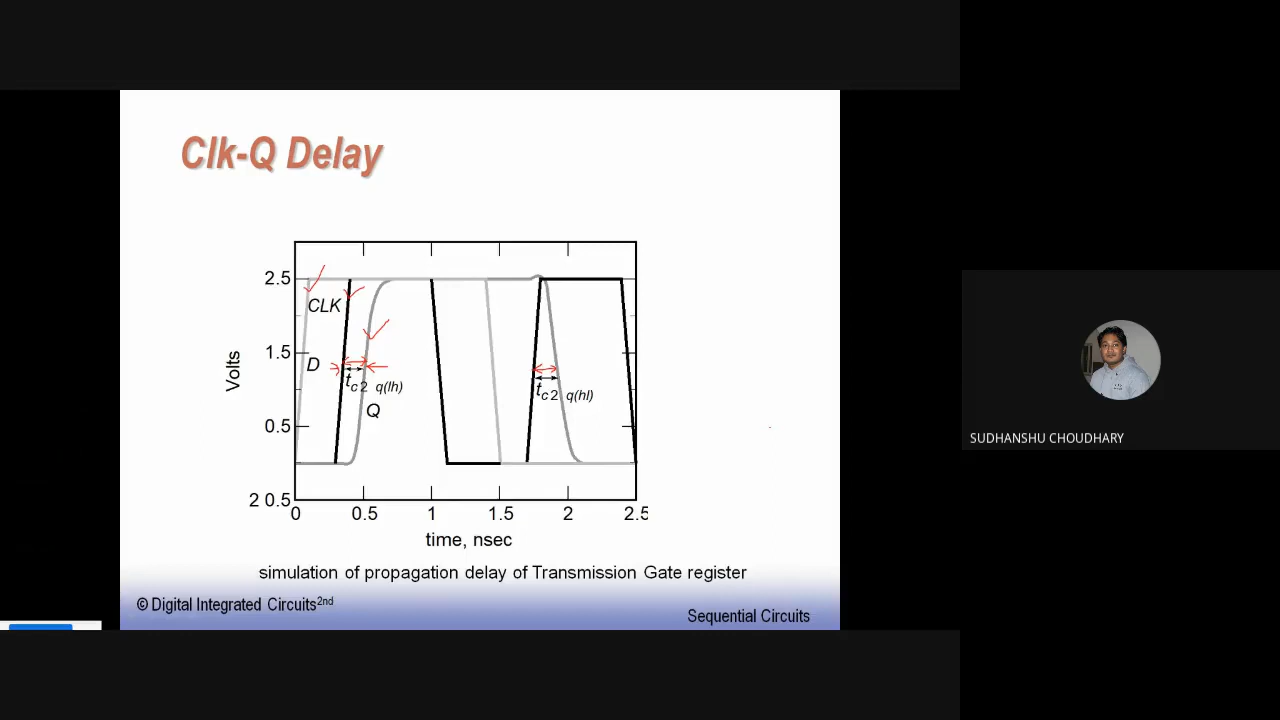 Clk-Q Delay
2.5
CLK
1.5
D
Volts
tc2 q(lh)
tc2 q(hl)
Q
0.5
2 0.5
0 0.5 1 1.5 2 2.5
time, nsec
simulation of propagation delay of Transmission Gate register
© Digital Integrated Circuits2nd
Sequential Circuits
SUDHANSHU CHOUDHARY